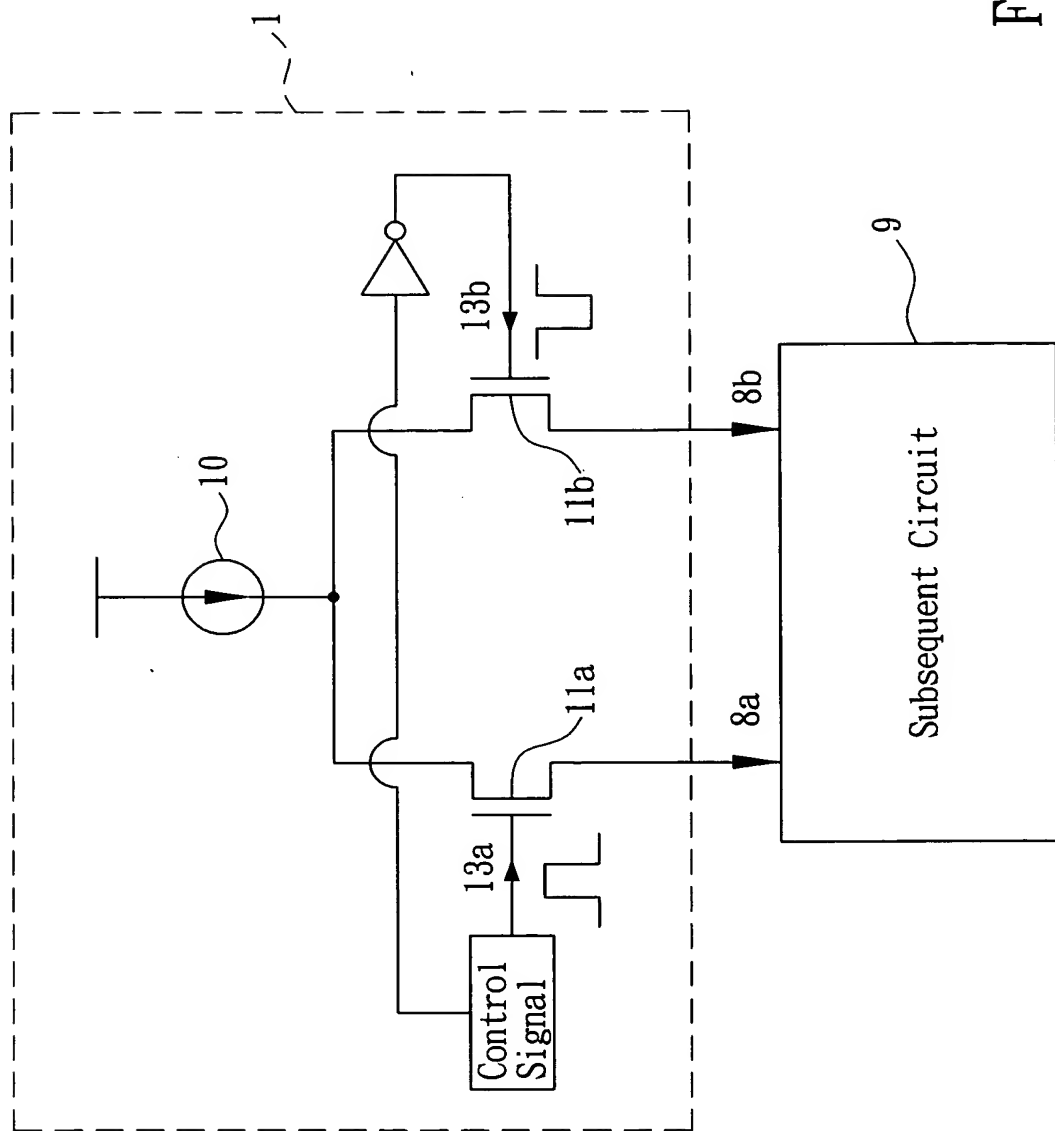 F
1
10
13b
13a
11b
11a
Control
Signal
8b
8a
9
Subsequent Circuit